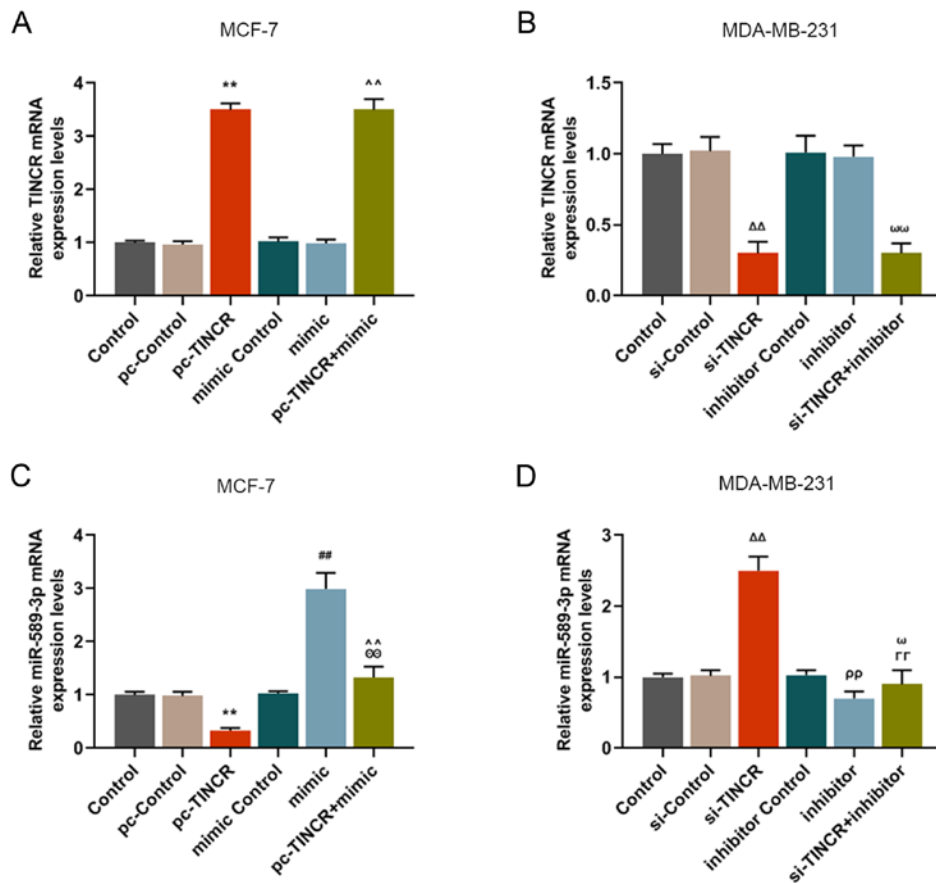 A
MCF-7
Relative TINCR mRNA
expression levels
4
3
2
1
0
**
^^
Control
pc-Control
pc-TINCR
mimic Control
mimic
pc-TINCR+mimic
B
MDA-MB-231
Relative TINCR mRNA
expression levels
1.5
1.0
0.5
0.0
ΔΔ
ωω
Control
si-Control
si-TINCR
inhibitor Control
inhibitor
si-TINCR+inhibitor
C
MCF-7
Relative miR-589-3p mRNA
expression levels
4
3
2
1
0
**
##
^^
ΘΘ
Control
pc-Control
pc-TINCR
mimic Control
mimic
pc-TINCR+mimic
D
MDA-MB-231
Relative miR-589-3p mRNA
expression levels
3
2
1
0
ΔΔ
ρρ
ω
ΓΓ
Control
si-Control
si-TINCR
inhibitor Control
inhibitor
si-TINCR+inhibitor